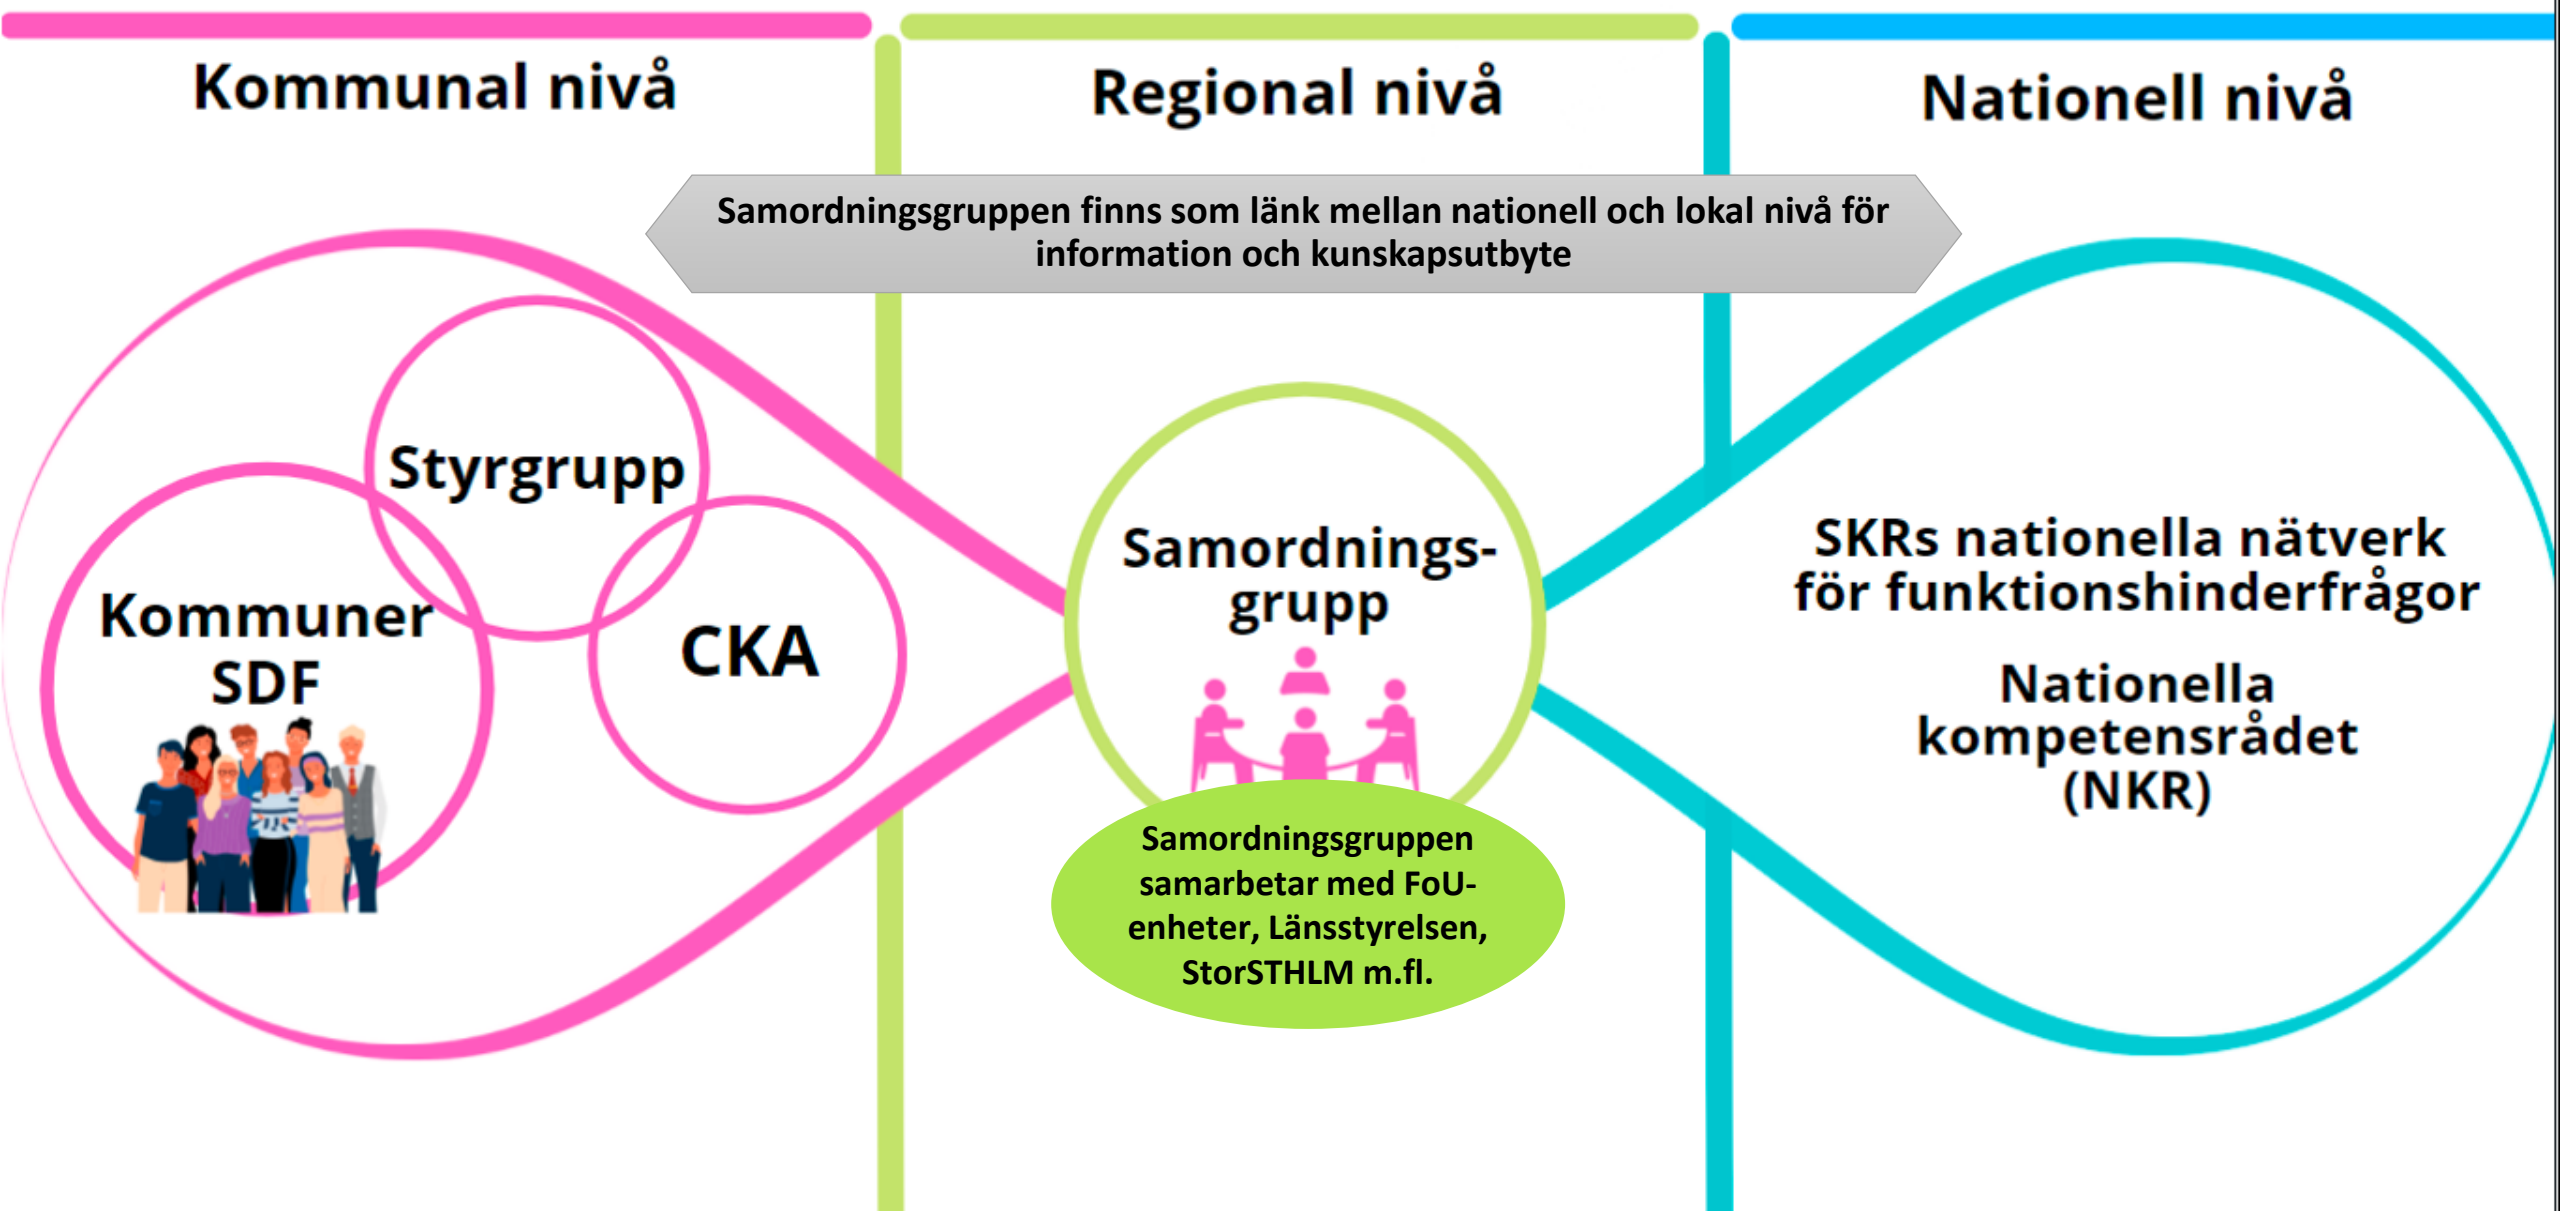 Kommunal nivå
Regional nivå
Nationell nivå
Samordningsgruppen finns som länk mellan nationell och lokal nivå för
information och kunskapsutbyte
Styrgrupp
Kommuner
SDF
CKA
Samordnings-
grupp
Samordningsgruppen
samarbetar med FoU-
enheter, Länsstyrelsen,
StorSTHLM m.fl.
SKRs nationella nätverk
för funktionshinderfrågor
Nationella
kompetensrådet
(NKR)